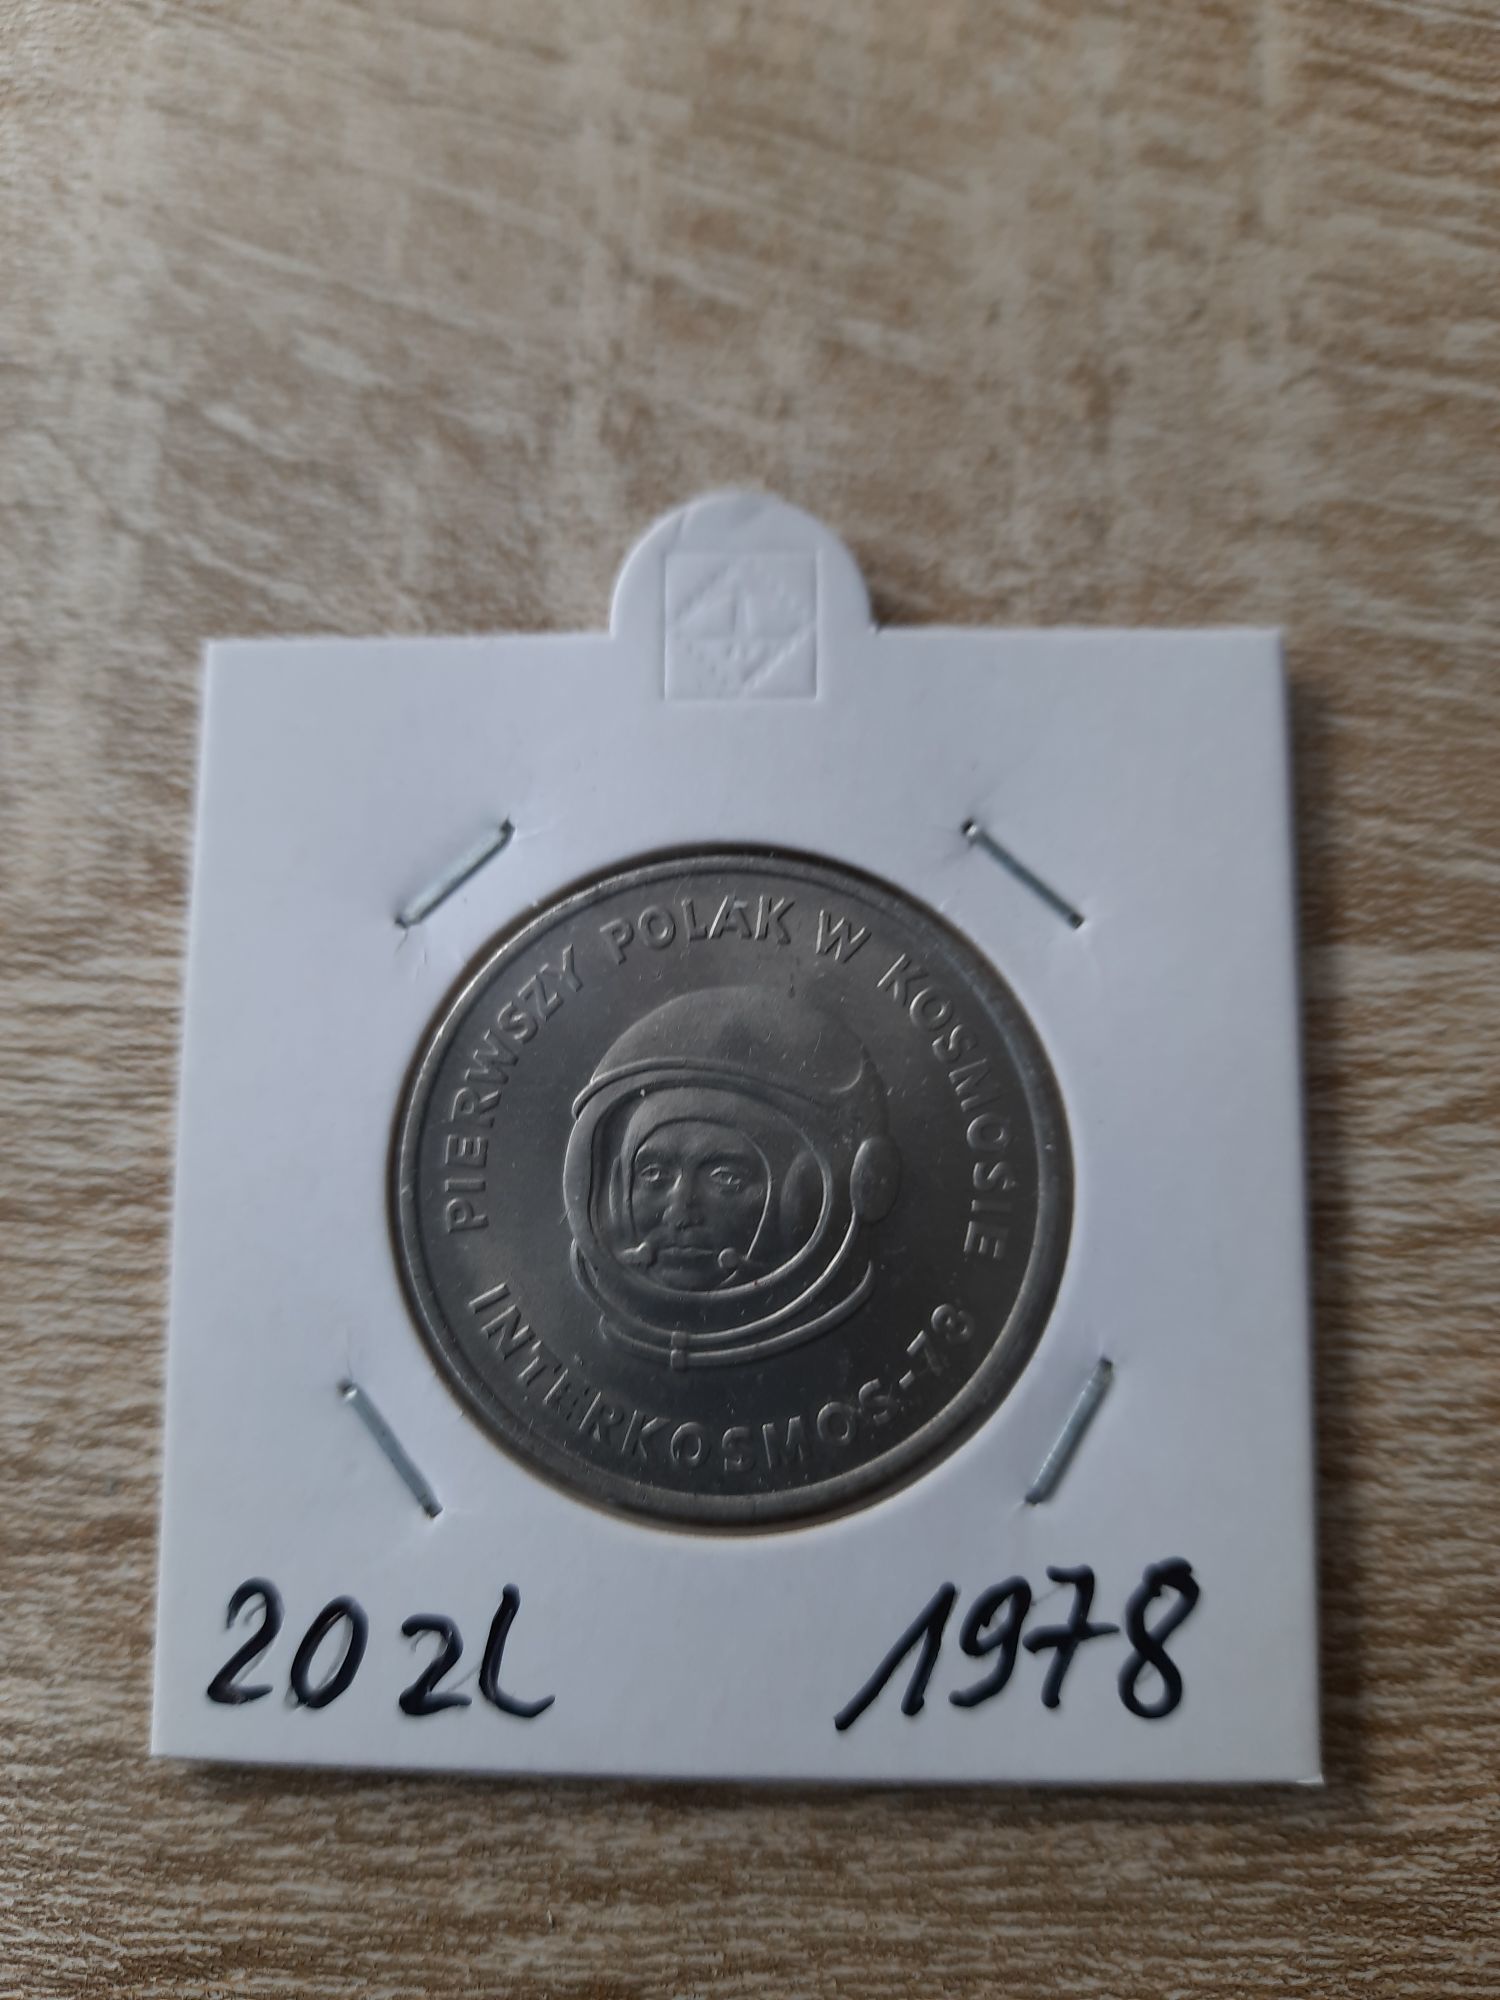 PIERWSZY POLAK W KOSMOSIE
INTERKOSMOS-78
20 zl 1978